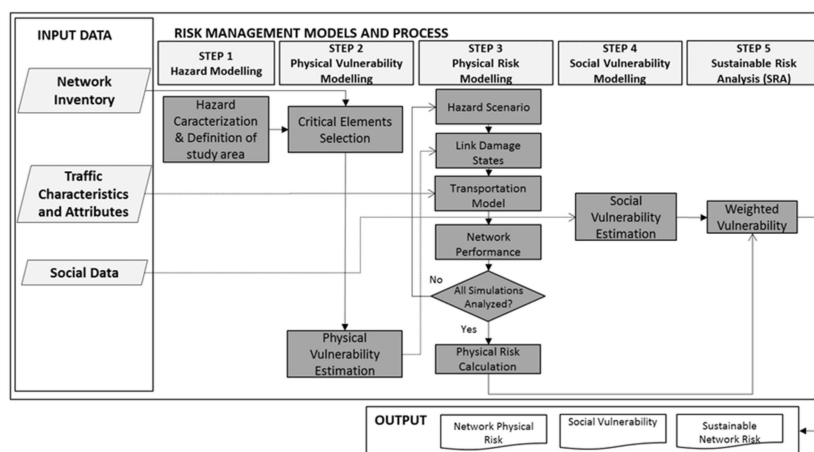 INPUT DATA
RISK MANAGEMENT MODELS AND PROCESS
STEP 1
Hazard Modelling
STEP 2
Physical Vulnerability
Modelling
STEP 3
Physical Risk
Modelling
STEP 4
Social Vulnerability
Modelling
STEP 5
Sustainable Risk
Analysis (SRA)
Network
Inventory
Traffic
Characteristics
and Attributes
Social Data
Hazard
Caracterization
& Definition of
study area
Critical Elements
Selection
Physical
Vulnerability
Estimation
Hazard Scenario
Link Damage
States
Transportation
Model
Network
Performance
No
All Simulations
Analyzed?
Yes
Physical Risk
Calculation
Social
Vulnerability
Estimation
Weighted
Vulnerability
OUTPUT
Network Physical
Risk
Social Vulnerability
Sustainable
Network Risk